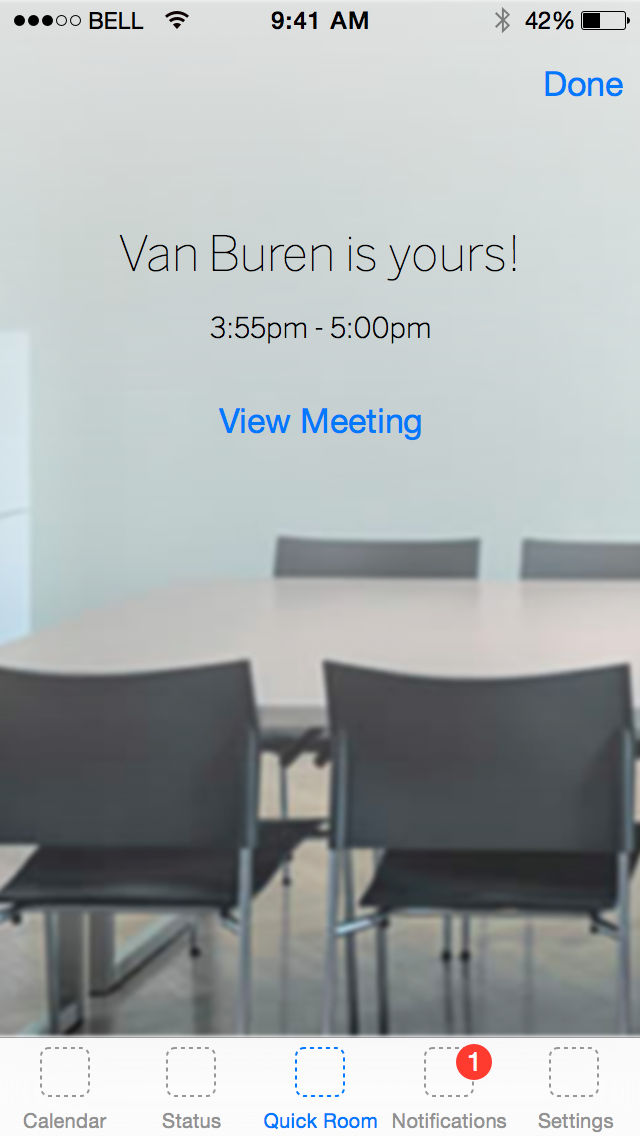 BELL 9:41 AM 42%
Done
Van Buren is yours!
3:55pm - 5:00pm
View Meeting
1
Calendar Status Quick Room Notifications Settings